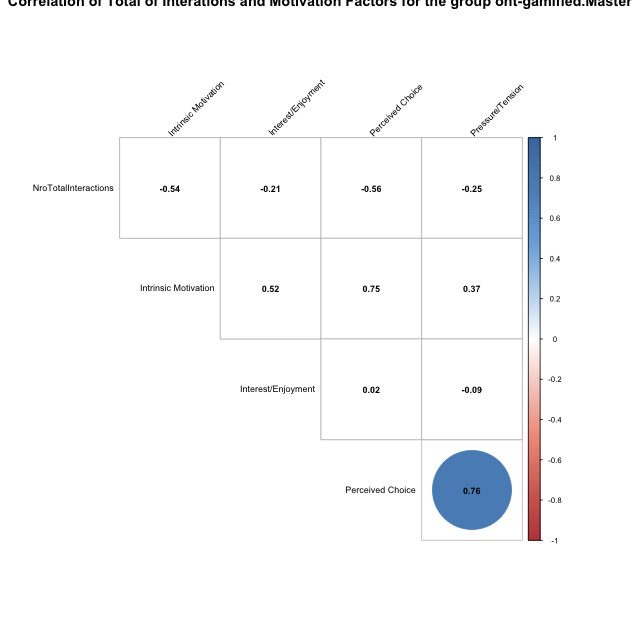 Correlation of Total of Interations and Motivation Factors for the group ont-gamified.Master
Intrinsic Motivation
Interest/Enjoyment
Perceived Choice
Pressure/Tension
NroTotalInteractions -0.54 -0.21 -0.56 -0.25
Intrinsic Motivation 0.52 0.75 0.37
Interest/Enjoyment 0.02 -0.09
Perceived Choice 0.76
1
0.8
0.6
0.4
0.2
0
-0.2
-0.4
-0.6
-0.8
-1